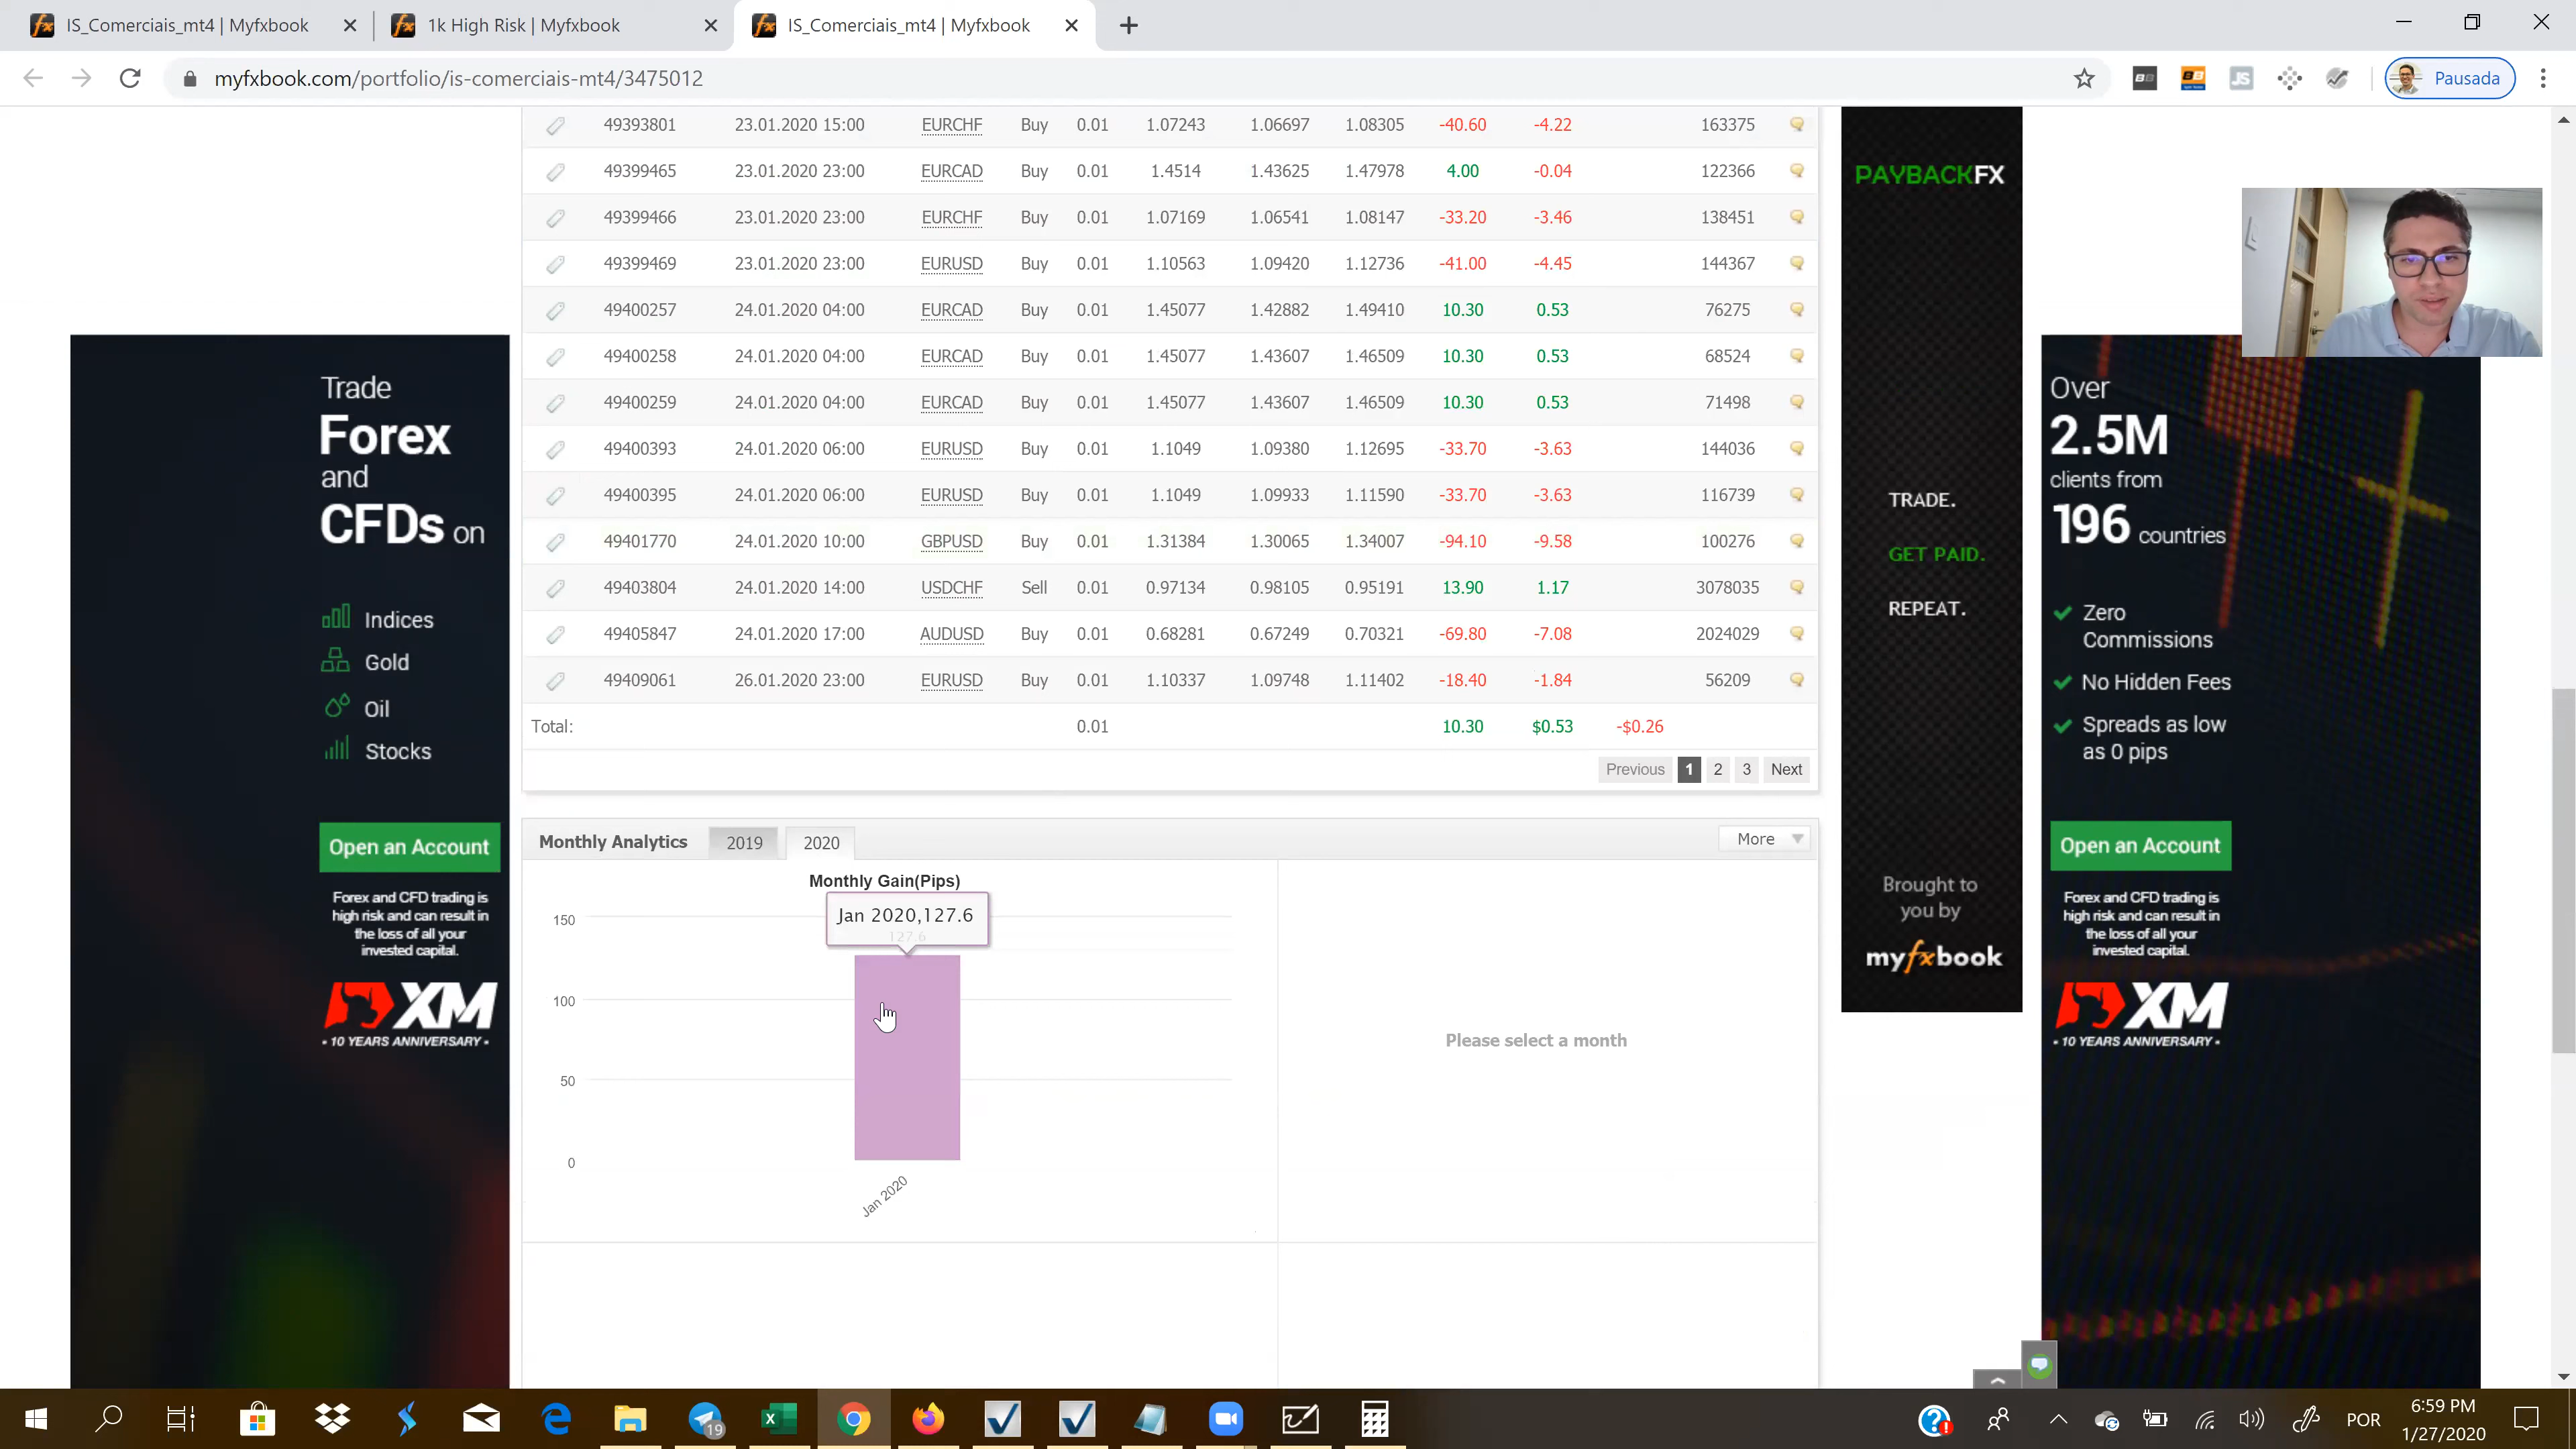 IS_Comerciais_mt4 | Myfxbook
1k High Risk | Myfxbook
IS_Comerciais_mt4 | Myfxbook
myfxbook.com/portfolio/is-comerciais-mt4/3475012
Pausada
49393801 23.01.2020 15:00 EURCHF Buy 0.01 1.07243 1.06697 1.08305 -40.60 -4.22 163375
49399465 23.01.2020 23:00 EURCAD Buy 0.01 1.4514 1.43625 1.47978 4.00 -0.04 122366
49399466 23.01.2020 23:00 EURCHF Buy 0.01 1.07169 1.06541 1.08147 -33.20 -3.46 138451
49399469 23.01.2020 23:00 EURUSD Buy 0.01 1.10563 1.09420 1.12736 -41.00 -4.45 144367
49400257 24.01.2020 04:00 EURCAD Buy 0.01 1.45077 1.42882 1.49410 10.30 0.53 76275
49400258 24.01.2020 04:00 EURCAD Buy 0.01 1.45077 1.43607 1.46509 10.30 0.53 68524
49400259 24.01.2020 04:00 EURCAD Buy 0.01 1.45077 1.43607 1.46509 10.30 0.53 71498
49400393 24.01.2020 06:00 EURUSD Buy 0.01 1.1049 1.09380 1.12695 -33.70 -3.63 144036
49400395 24.01.2020 06:00 EURUSD Buy 0.01 1.1049 1.09933 1.11590 -33.70 -3.63 116739
49401770 24.01.2020 10:00 GBPUSD Buy 0.01 1.31384 1.30065 1.34007 -94.10 -9.58 100276
49403804 24.01.2020 14:00 USDCHF Sell 0.01 0.97134 0.98105 0.95191 13.90 1.17 3078035
49405847 24.01.2020 17:00 AUDUSD Buy 0.01 0.68281 0.67249 0.70321 -69.80 -7.08 2024029
49409061 26.01.2020 23:00 EURUSD Buy 0.01 1.10337 1.09748 1.11402 -18.40 -1.84 56209
Total: 0.01 10.30 $0.53 -$0.26
Previous 1 2 3 Next
Monthly Analytics 2019 2020 More
Monthly Gain(Pips)
Jan 2020,127.6
127.6
150
100
50
0
Jan 2020
Please select a month
Trade
Forex
and
CFDs on
Indices
Gold
Oil
Stocks
Open an Account
Forex and CFD trading is
high risk and can result in
the loss of all your
invested capital.
XM
• 10 YEARS ANNIVERSARY •
PAYBACKFX
TRADE.
GET PAID.
REPEAT.
Brought to
you by
myfxbook
Over
2.5M
clients from
196 countries
Zero
Commissions
No Hidden Fees
Spreads as low
as 0 pips
Open an Account
Forex and CFD trading is
high risk and can result in
the loss of all your
invested capital.
XM
• 10 YEARS ANNIVERSARY •
19
POR
6:59 PM
1/27/2020